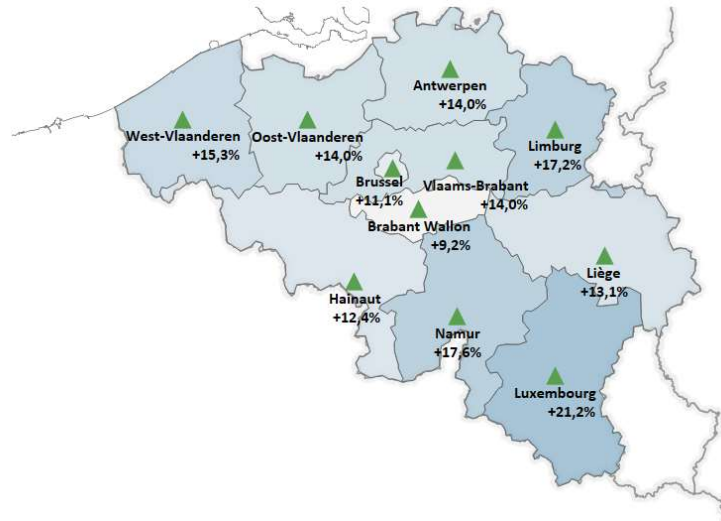 Antwerpen
+14,0%
West-Vlaanderen
+15,3%
Oost-Vlaanderen
+14,0%
Limburg
+17,2%
Brussel
+11,1%
Vlaams-Brabant
+14,0%
Brabant Wallon
+9,2%
Liège
+13,1%
Hainaut
+12,4%
Namur
+17,6%
Luxembourg
+21,2%